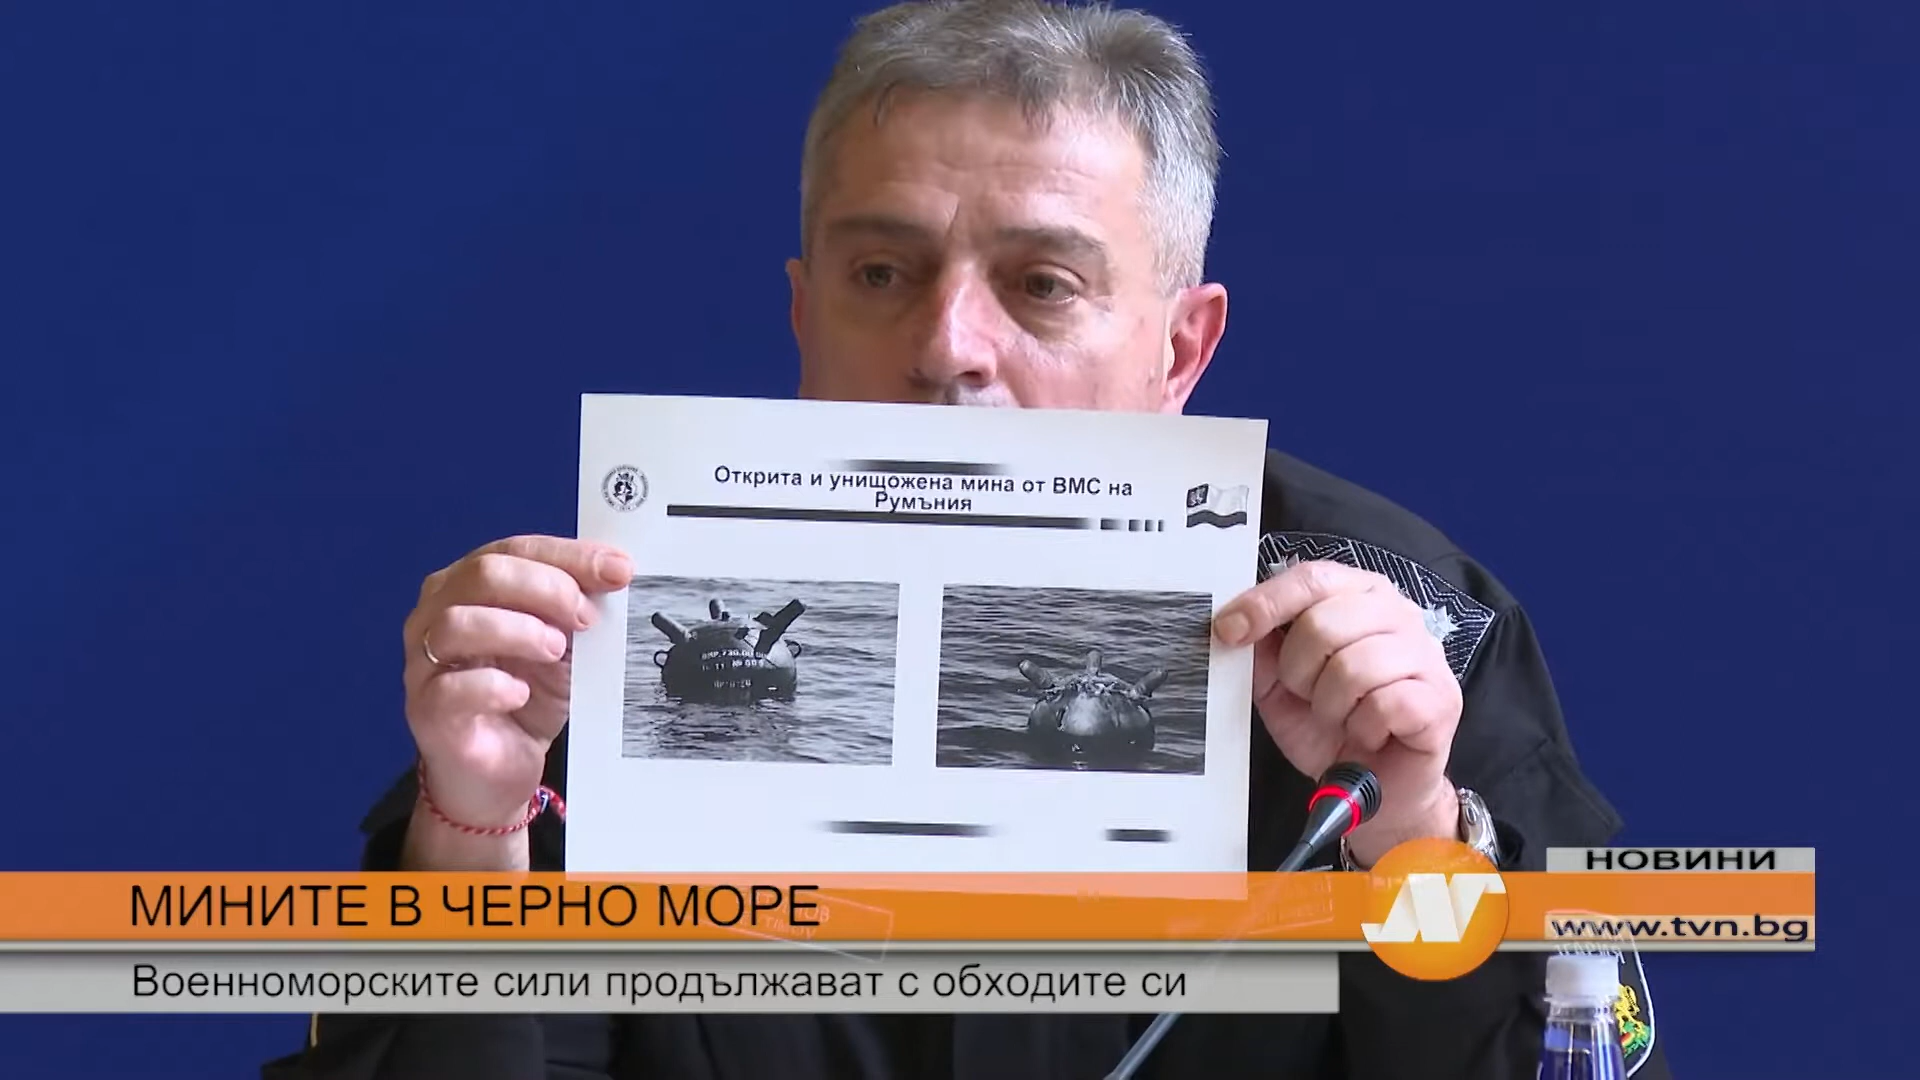 Открита и унищожена мина от ВМС на
Румъния
МИНИТЕ В ЧЕРНО МОРЕ
Военноморските сили продължават с обходите си
НОВИНИ
www.tvn.bg